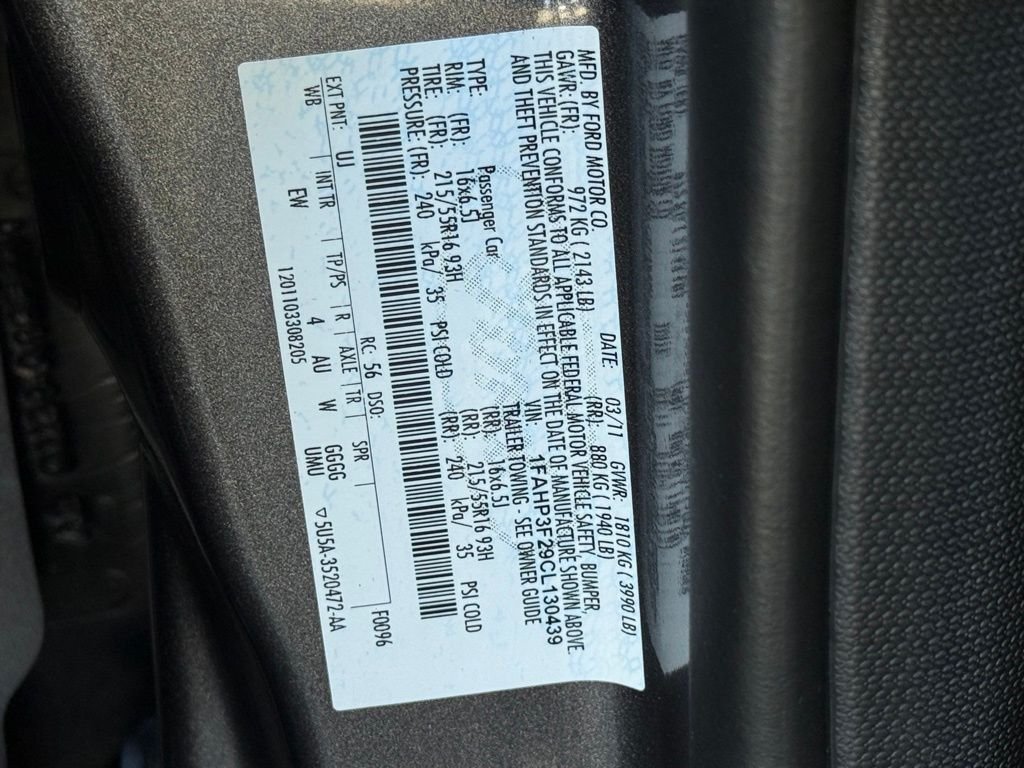 MFD. BY FORD MOTOR CO.
DATE: 03/11 GVWR: 1810 KG ( 3990 LB)
GAWR: (FR): 972 KG ( 2143 LB) (RR): 880 KG ( 1940 LB)
THIS VEHICLE CONFORMS TO ALL APPLICABLE FEDERAL MOTOR VEHICLE SAFETY, BUMPER,
AND THEFT PREVENTION STANDARDS IN EFFECT ON THE DATE OF MANUFACTURE SHOWN ABOVE.
VIN: 1FAHP3F29CL130439
TYPE: Passenger Car TRAILER TOWING - SEE OWNER GUIDE
RIM: (FR): 16x6.5J (RR): 16x6.5J
TIRE: (FR): 215/55R16 93H (RR): 215/55R16 93H
PRESSURE: (FR): 240 kPa/ 35 PSI COLD (RR): 240 kPa/ 35 PSI COLD
F0096
EXT PNT: UJ RC: 56 DSO:
WB | INT TR | TP/PS | R | AXLE | TR | SPR
EW 4 AU W GGGG
120110330820​5 UMU ▽5U5A-3520472-AA